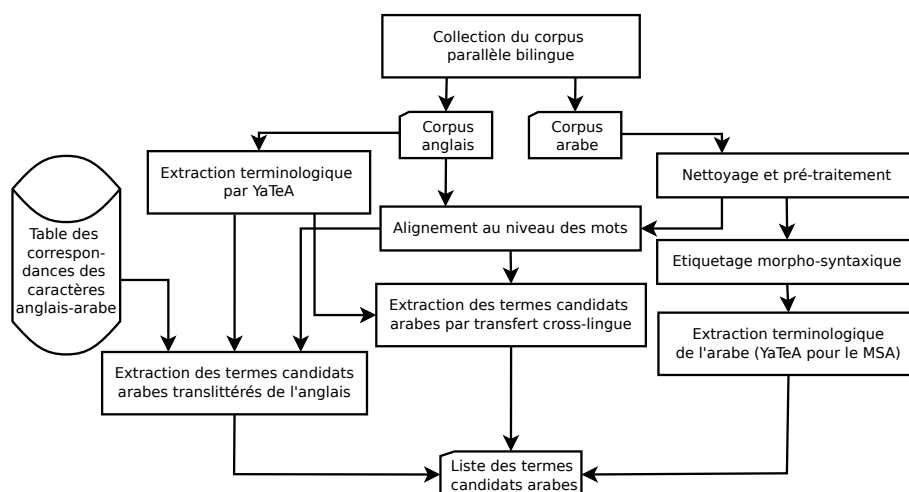 Collection du corpus
parallèle bilingue
Corpus
anglais
Corpus
arabe
Extraction terminologique
par YaTeA
Nettoyage et pré-traitement
Table des
correspon-
dances des
caractères
anglais-arabe
Alignement au niveau des mots
Etiquetage morpho-syntaxique
Extraction des termes candidats
arabes par transfert cross-lingue
Extraction terminologique
de l'arabe (YaTeA pour le MSA)
Extraction des termes candidats
arabes translittérés de l'anglais
Liste des termes
candidats arabes